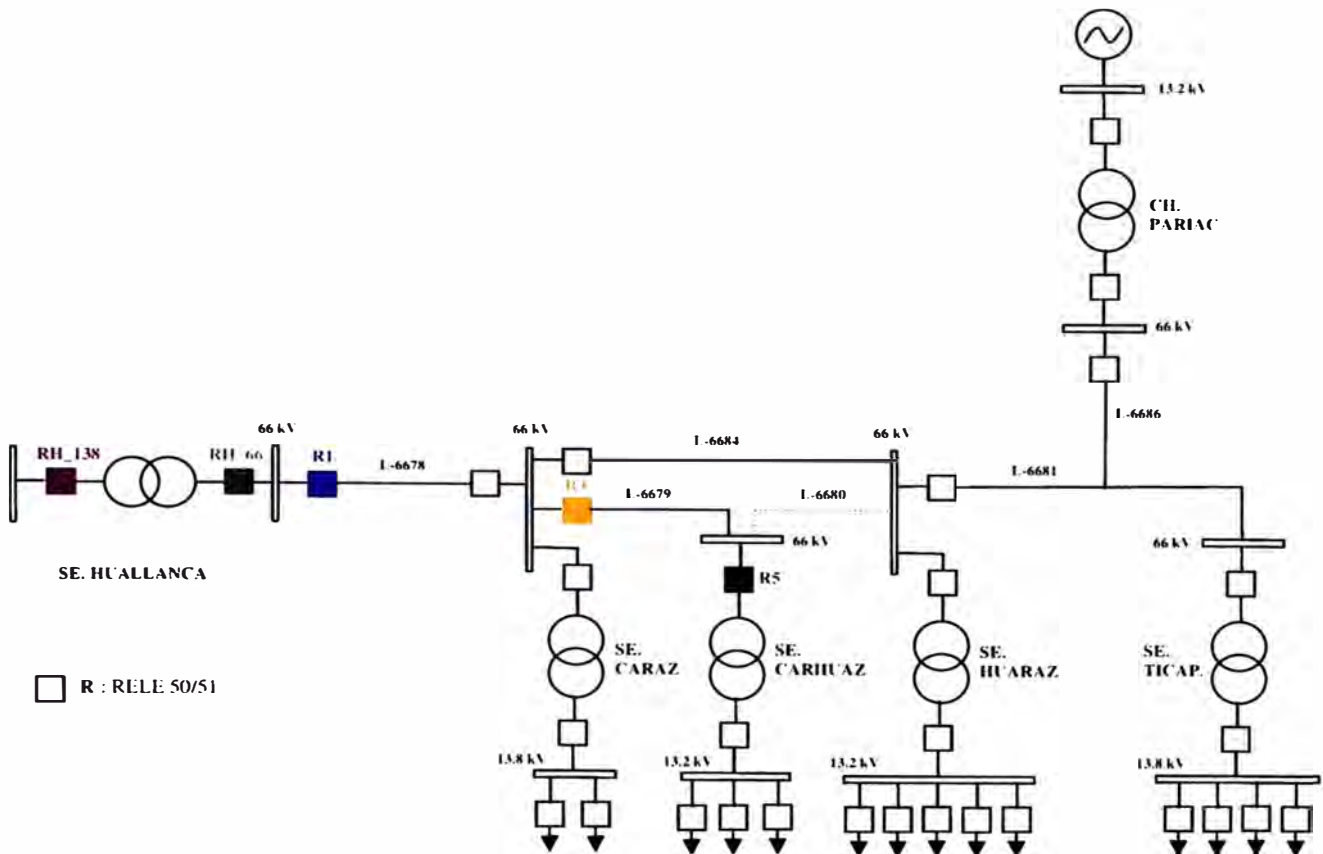 13.2 kV
CH.
PARIAC
66 kV
L-6686
66 kV
RH_138
RH_66
R1
L-6678
66 kV
L-6684
L-6679
L-6680
66 kV
L-6681
66 kV
R5
66 kV
SE. HUALLANCA
SE.
CARAZ
SE.
CARHUAZ
SE.
HUARAZ
SE.
TICAP.
R : RELE 50/51
13.8 kV
13.2 kV
13.2 kV
13.8 kV